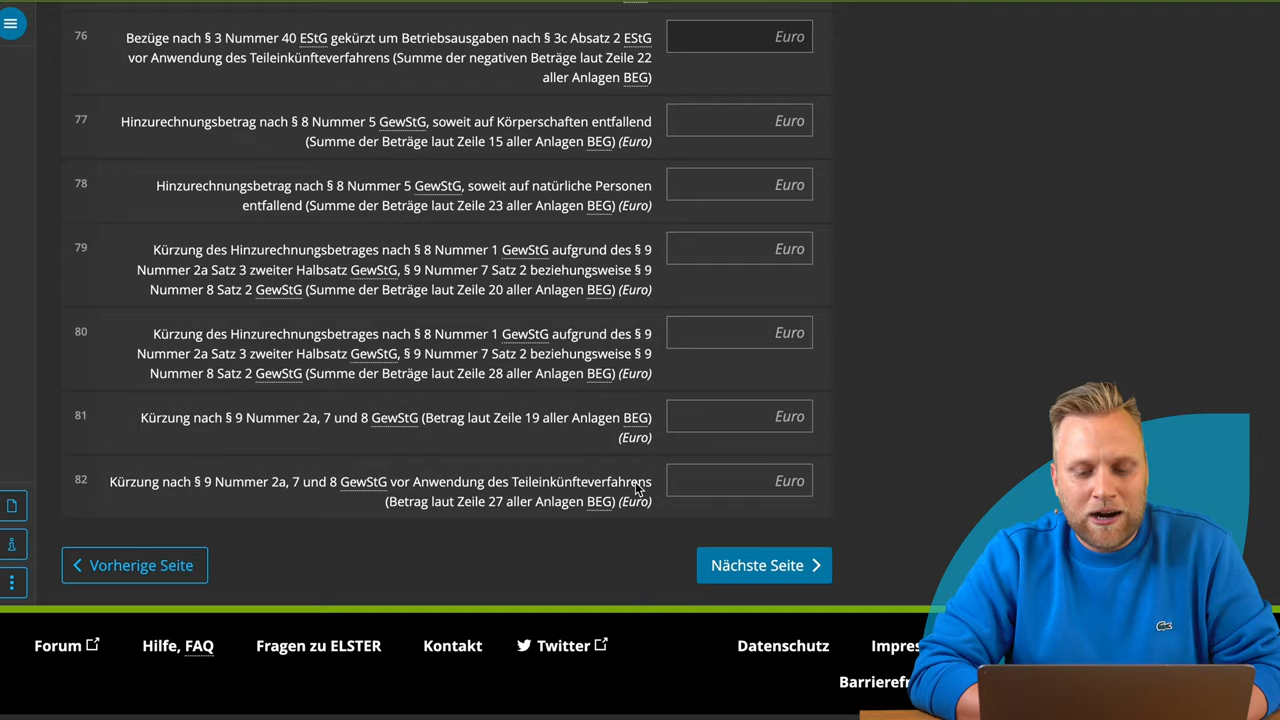 76
Bezüge nach § 3 Nummer 40 EStG gekürzt um Betriebsausgaben nach § 3c Absatz 2 EStG
vor Anwendung des Teileinkünfteverfahrens (Summe der negativen Beträge laut Zeile 22
aller Anlagen BEG)
Euro
77
Hinzurechnungsbetrag nach § 8 Nummer 5 GewStG, soweit auf Körperschaften entfallend
(Summe der Beträge laut Zeile 15 aller Anlagen BEG) (Euro)
Euro
78
Hinzurechnungsbetrag nach § 8 Nummer 5 GewStG, soweit auf natürliche Personen
entfallend (Summe der Beträge laut Zeile 23 aller Anlagen BEG) (Euro)
Euro
79
Kürzung des Hinzurechnungsbetrages nach § 8 Nummer 1 GewStG aufgrund des § 9
Nummer 2a Satz 3 zweiter Halbsatz GewStG, § 9 Nummer 7 Satz 2 beziehungsweise § 9
Nummer 8 Satz 2 GewStG (Summe der Beträge laut Zeile 20 aller Anlagen BEG) (Euro)
Euro
80
Kürzung des Hinzurechnungsbetrages nach § 8 Nummer 1 GewStG aufgrund des § 9
Nummer 2a Satz 3 zweiter Halbsatz GewStG, § 9 Nummer 7 Satz 2 beziehungsweise § 9
Nummer 8 Satz 2 GewStG (Summe der Beträge laut Zeile 28 aller Anlagen BEG) (Euro)
Euro
81
Kürzung nach § 9 Nummer 2a, 7 und 8 GewStG (Betrag laut Zeile 19 aller Anlagen BEG)
(Euro)
Euro
82
Kürzung nach § 9 Nummer 2a, 7 und 8 GewStG vor Anwendung des Teileinkünfteverfahrens
(Betrag laut Zeile 27 aller Anlagen BEG) (Euro)
Euro
Vorherige Seite
Nächste Seite
Forum
Hilfe, FAQ
Fragen zu ELSTER
Kontakt
Twitter
Datenschutz
Impres
Barrierefr